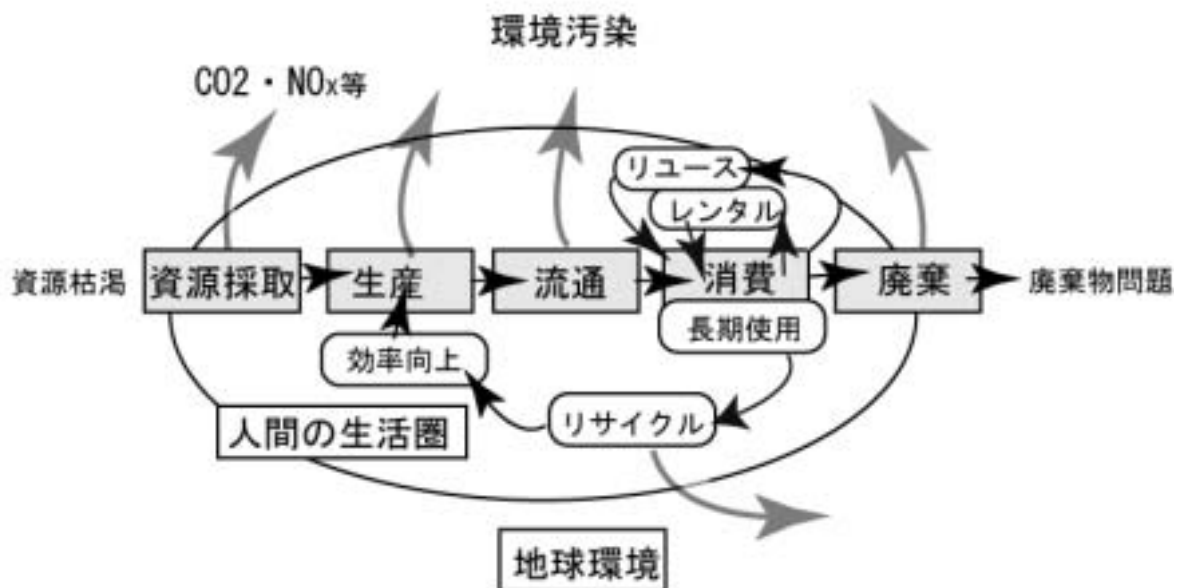 環境汚染
CO2・NOx等
リユース
レンタル
資源枯渇
資源採取
生産
流通
消費
廃棄
廃棄物問題
長期使用
効率向上
リサイクル
人間の生活圏
地球環境